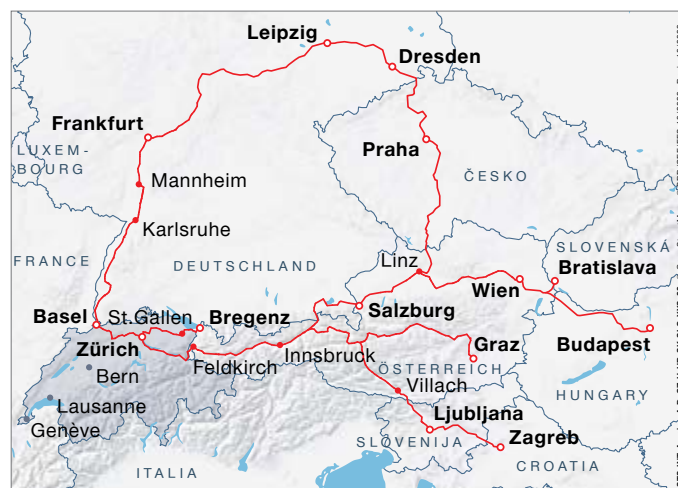 Leipzig
Dresden
Frankfurt
LUXEM-
BOURG
Praha
Mannheim
ČESKO
Karlsruhe
FRANCE
DEUTSCHLAND
Linz
SLOVENSKÁ
Bratislava
Wien
Basel
St.Gallen
Bregenz
Salzburg
Zürich
Graz
Budapest
Feldkirch
Innsbruck
Bern
ÖSTERREICH
Villach
HUNGARY
Lausanne
Genève
Ljubljana
SLOVENIJA
Zagreb
ITALIA
CROATIA